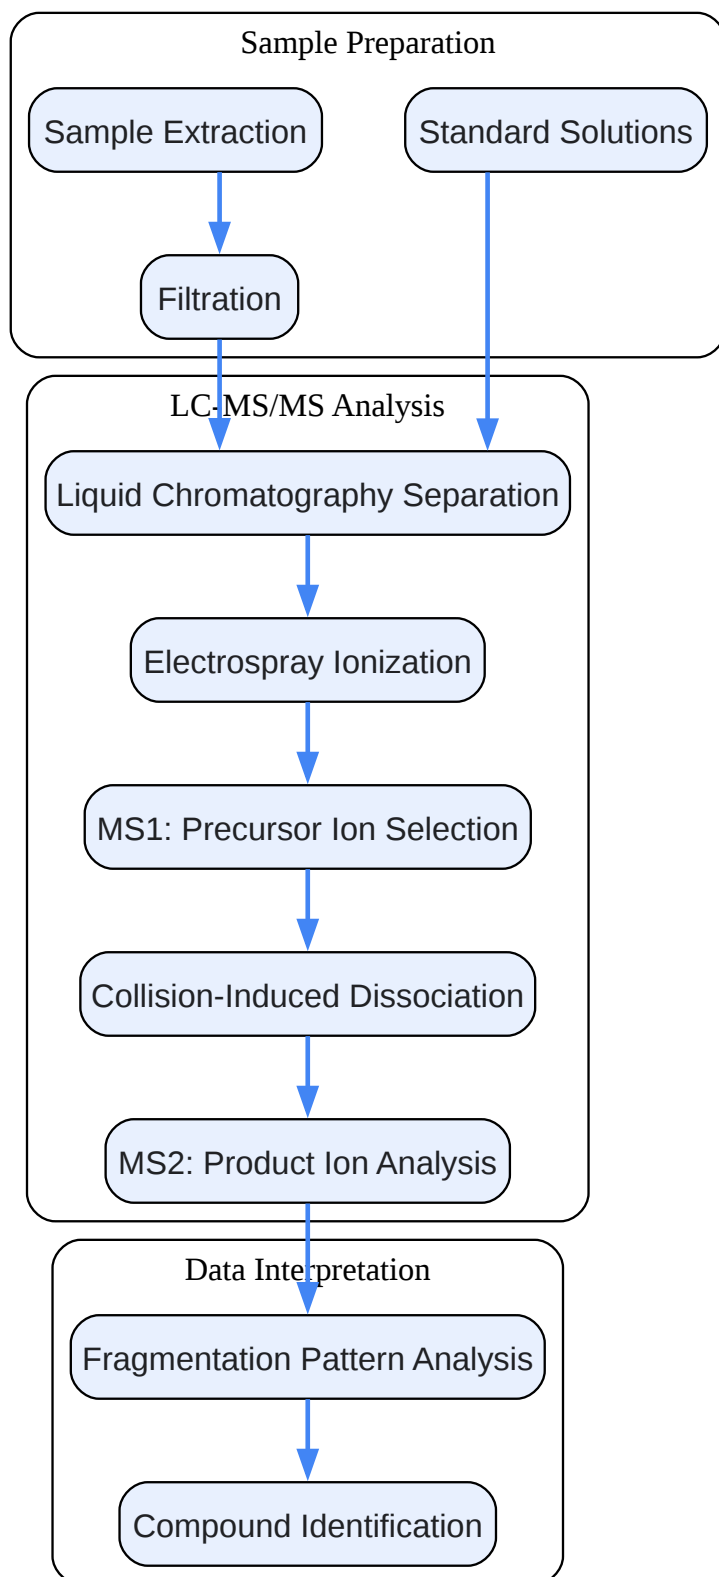 Sample Preparation
Sample Extraction
Standard Solutions
Filtration
LC-MS/MS Analysis
Liquid Chromatography Separation
Electrospray Ionization
MS1: Precursor Ion Selection
Collision-Induced Dissociation
MS2: Product Ion Analysis
Data Interpretation
Fragmentation Pattern Analysis
Compound Identification